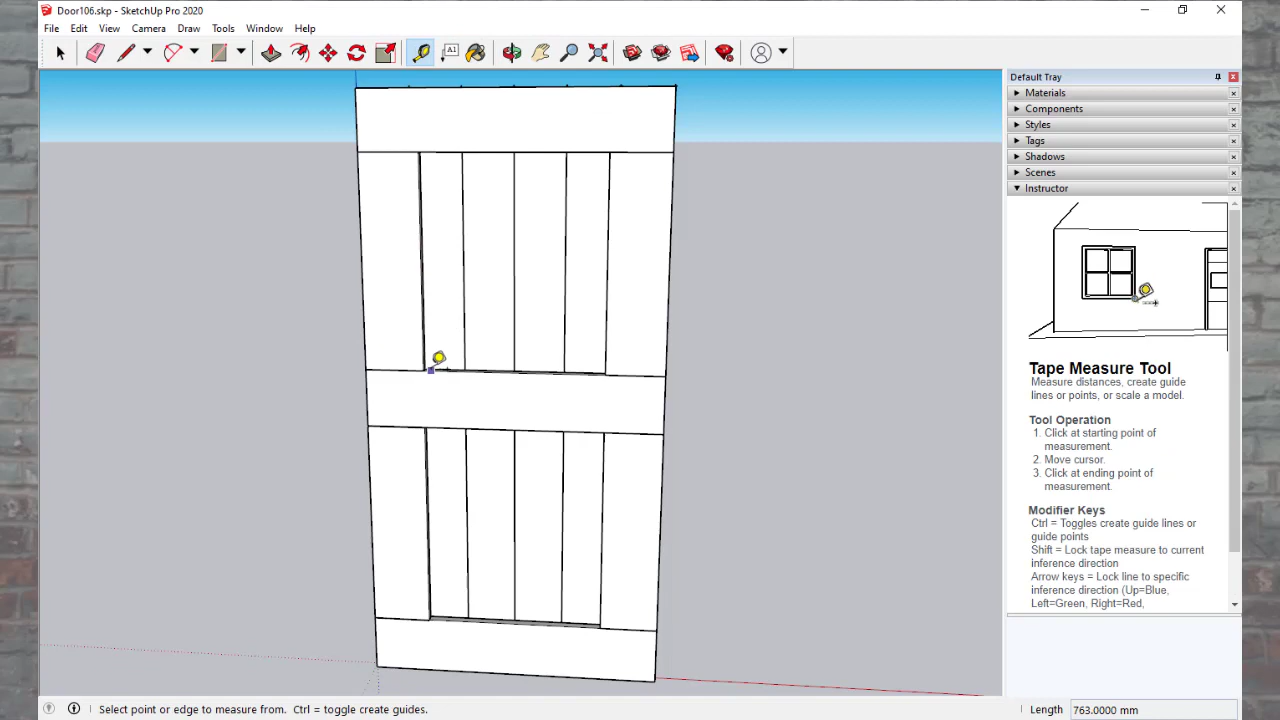 Door106.skp - SketchUp Pro 2020
File Edit View Camera Draw Tools Window Help
A1
Default Tray
Materials
Components
Styles
Tags
Shadows
Scenes
Instructor
Tape Measure Tool
Measure distances, create guide
lines or points, or scale a model.
Tool Operation
1. Click at starting point of
measurement.
2. Move cursor.
3. Click at ending point of
measurement.
Modifier Keys
Ctrl = Toggles create guide lines or
guide points
Shift = Lock tape measure to current
inference direction
Arrow keys = Lock line to specific
inference direction (Up=Blue,
Left=Green, Right=Red,
Select point or edge to measure from. Ctrl = toggle create guides.
Length 763.0000 mm